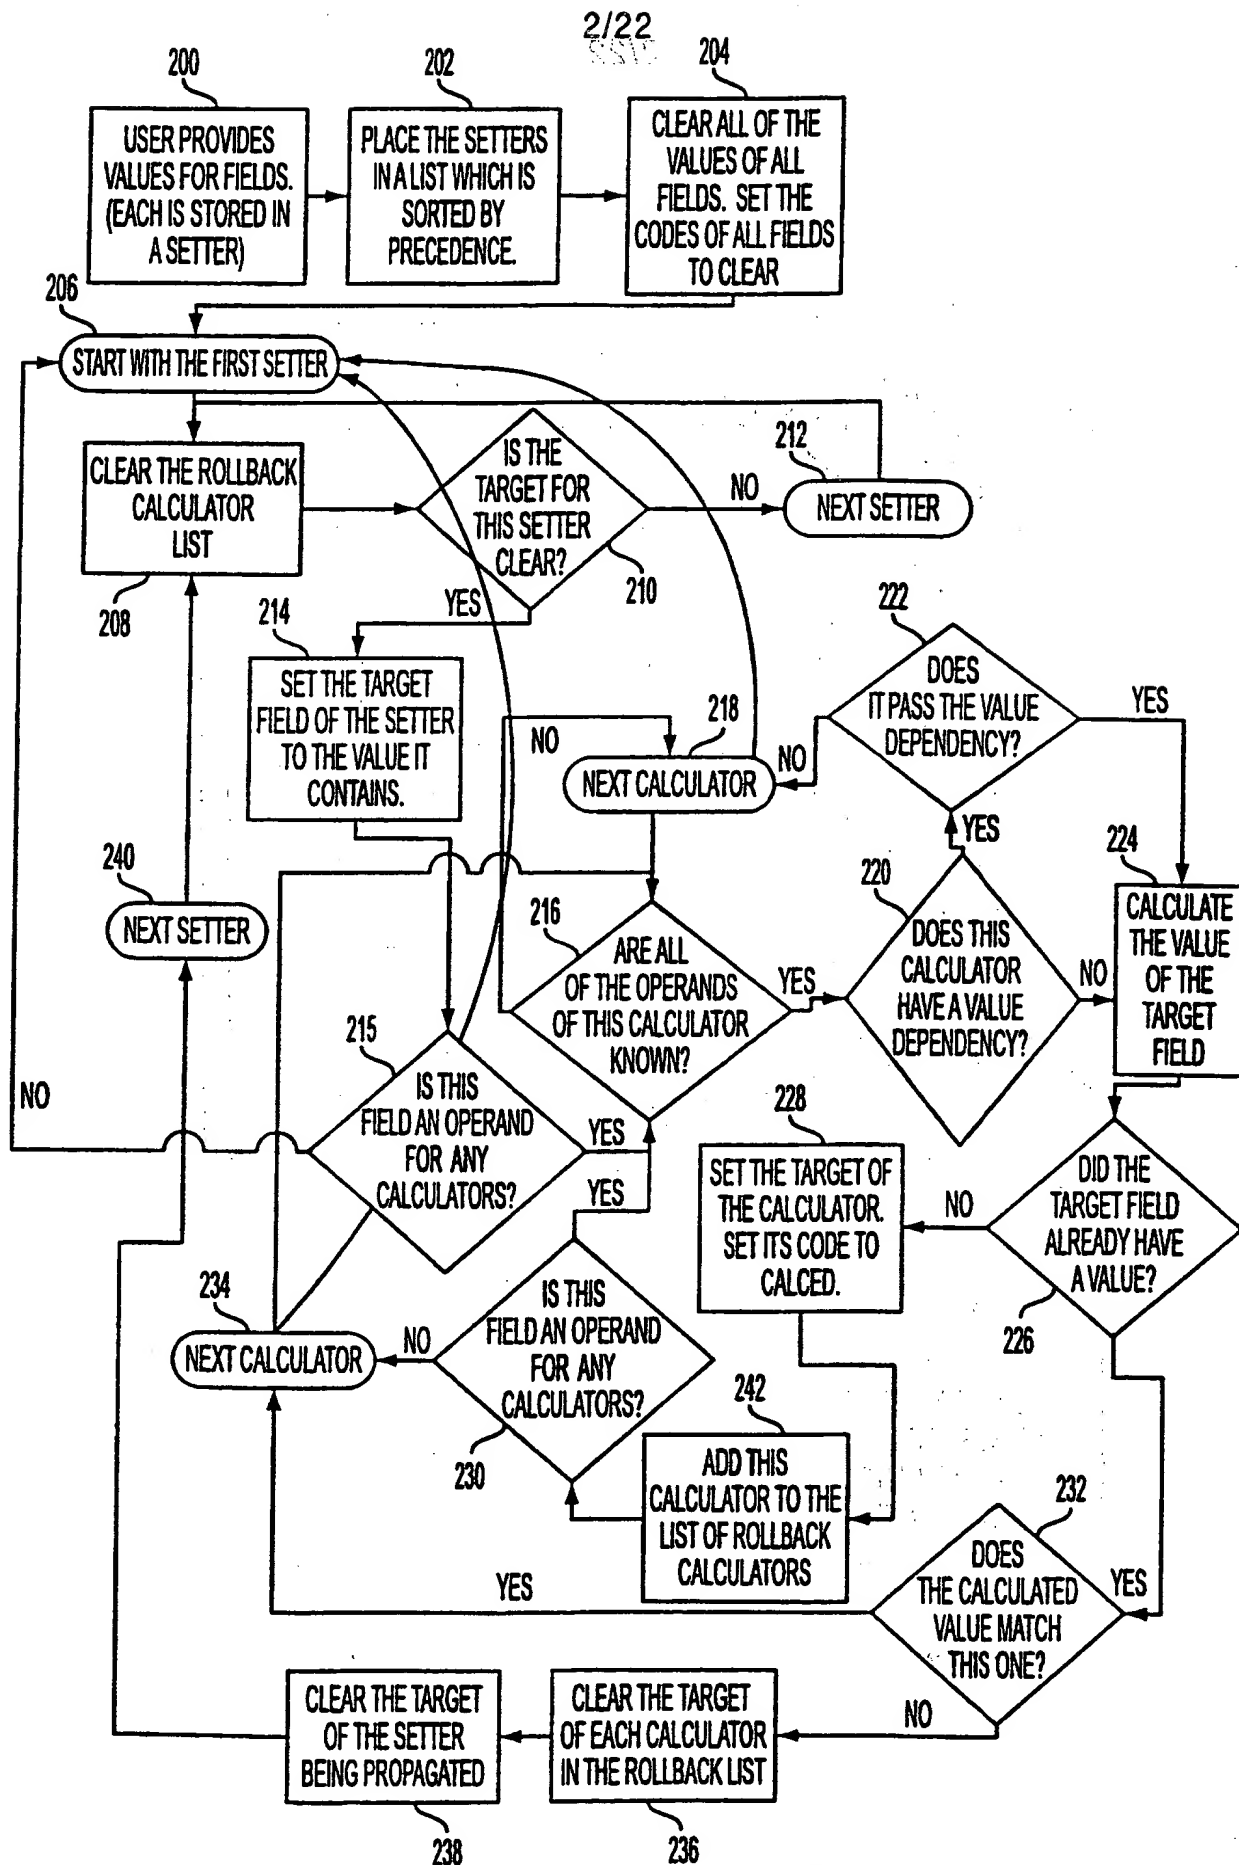 2/22
200
202
204
USER PROVIDES
VALUES FOR FIELDS.
(EACH IS STORED IN
A SETTER)
PLACE THE SETTERS
IN A LIST WHICH IS
SORTED BY
PRECEDENCE.
CLEAR ALL OF THE
VALUES OF ALL
FIELDS. SET THE
CODES OF ALL FIELDS
TO CLEAR
206
START WITH THE FIRST SETTER
CLEAR THE ROLLBACK
CALCULATOR
LIST
208
IS THE
TARGET FOR
THIS SETTER
CLEAR?
210
NO
212
NEXT SETTER
YES
214
SET THE TARGET
FIELD OF THE SETTER
TO THE VALUE IT
CONTAINS.
NO
218
NEXT CALCULATOR
NO
222
DOES
IT PASS THE VALUE
DEPENDENCY?
YES
YES
240
NEXT SETTER
216
ARE ALL
OF THE OPERANDS
OF THIS CALCULATOR
KNOWN?
YES
220
DOES THIS
CALCULATOR
HAVE A VALUE
DEPENDENCY?
NO
224
CALCULATE
THE VALUE
OF THE
TARGET
FIELD
NO
215
IS THIS
FIELD AN OPERAND
FOR ANY
CALCULATORS?
YES
YES
228
SET THE TARGET OF
THE CALCULATOR.
SET ITS CODE TO
CALCED.
NO
DID THE
TARGET FIELD
ALREADY HAVE
A VALUE?
226
234
NEXT CALCULATOR
NO
IS THIS
FIELD AN OPERAND
FOR ANY
CALCULATORS?
230
242
ADD THIS
CALCULATOR TO THE
LIST OF ROLLBACK
CALCULATORS
232
DOES
THE CALCULATED
VALUE MATCH
THIS ONE?
YES
YES
NO
CLEAR THE TARGET
OF THE SETTER
BEING PROPAGATED
238
CLEAR THE TARGET
OF EACH CALCULATOR
IN THE ROLLBACK LIST
236